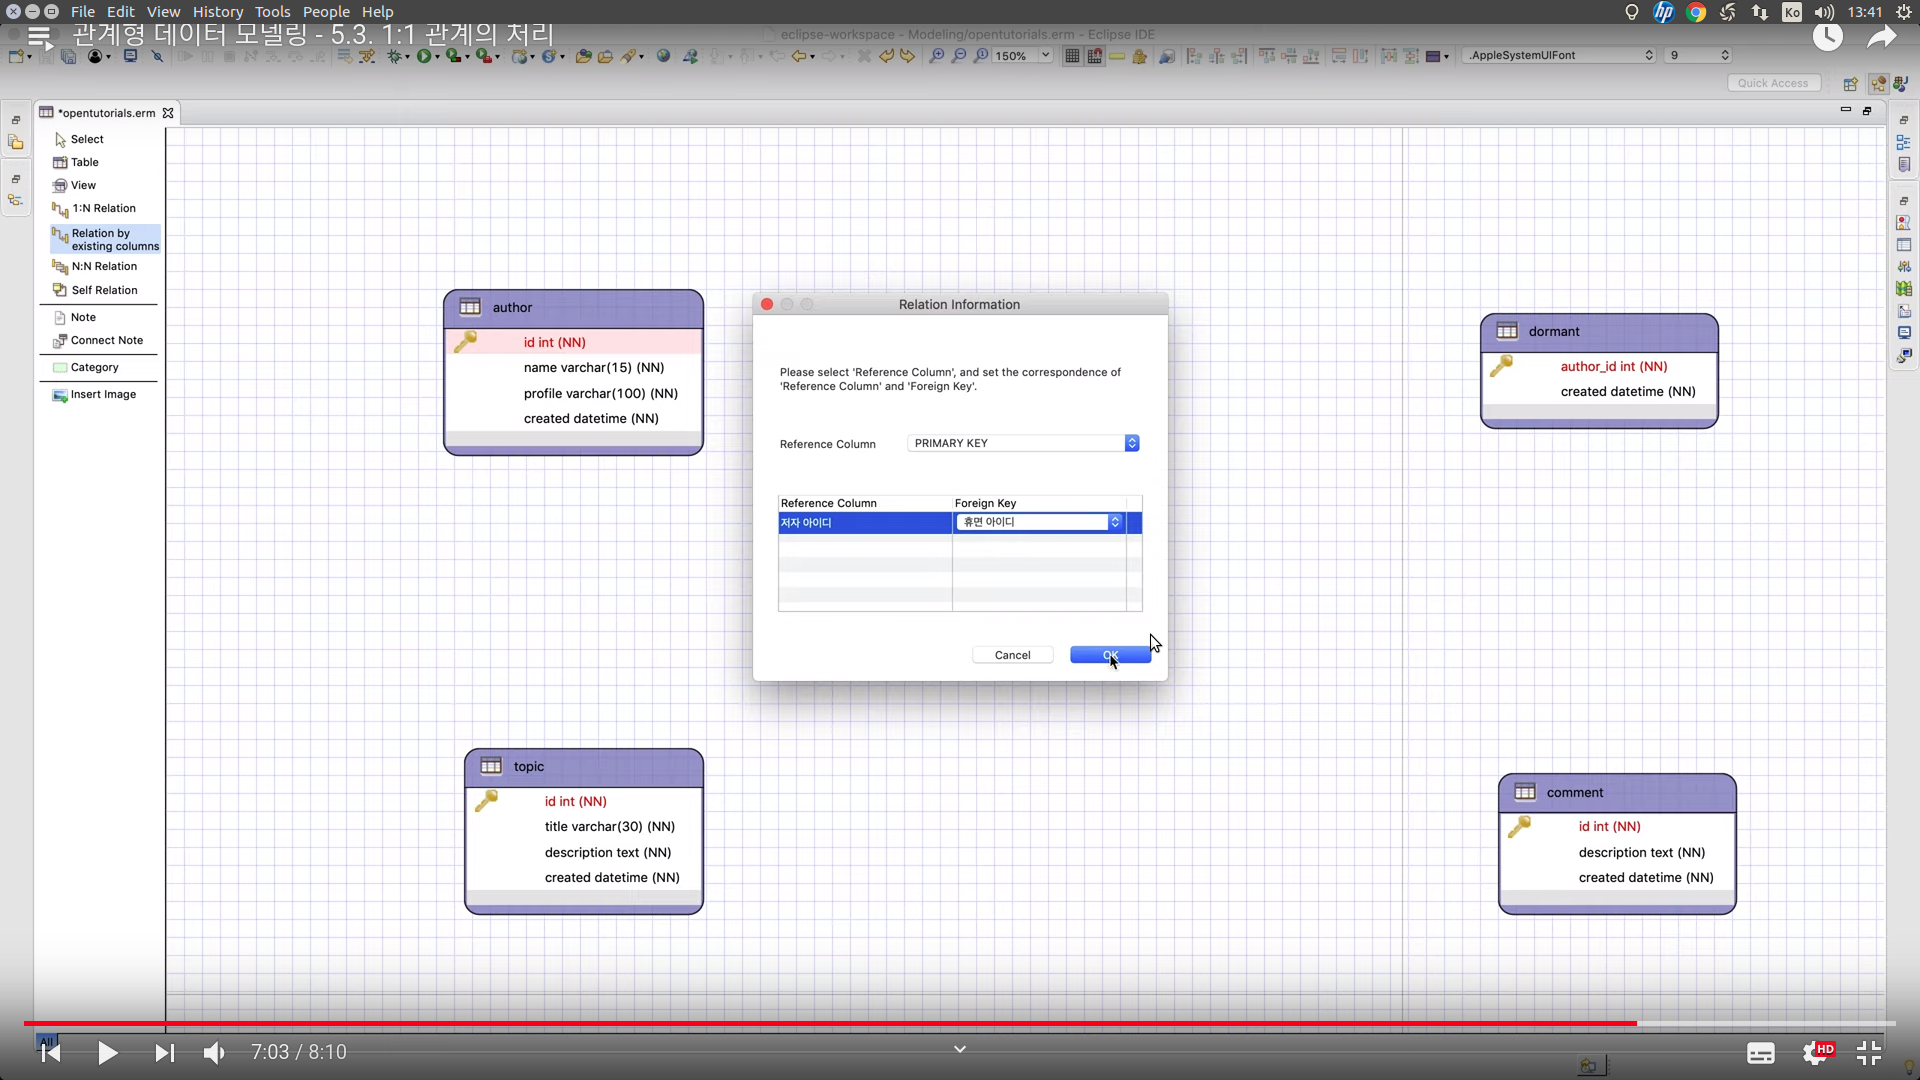 File Edit View History Tools People Help
Ko
13:41
관계형 데이터 모델링 - 5.3. 1:1 관계의 처리
eclipse-workspace - Modeling/opentutorials.erm - Eclipse IDE
150%
.AppleSystemUIFont
9
Quick Access
*opentutorials.erm
Select
Table
View
1:N Relation
Relation by
existing columns
N:N Relation
Self Relation
Note
Connect Note
Category
Insert Image
author
id int (NN)
name varchar(15) (NN)
profile varchar(100) (NN)
created datetime (NN)
Relation Information
Please select 'Reference Column', and set the correspondence of
'Reference Column' and 'Foreign Key'.
Reference Column
PRIMARY KEY
Reference Column
Foreign Key
저자 아이디
휴면 아이디
Cancel
OK
dormant
author_id int (NN)
created datetime (NN)
topic
id int (NN)
title varchar(30) (NN)
description text (NN)
created datetime (NN)
comment
id int (NN)
description text (NN)
created datetime (NN)
All
7:03 / 8:10
HD